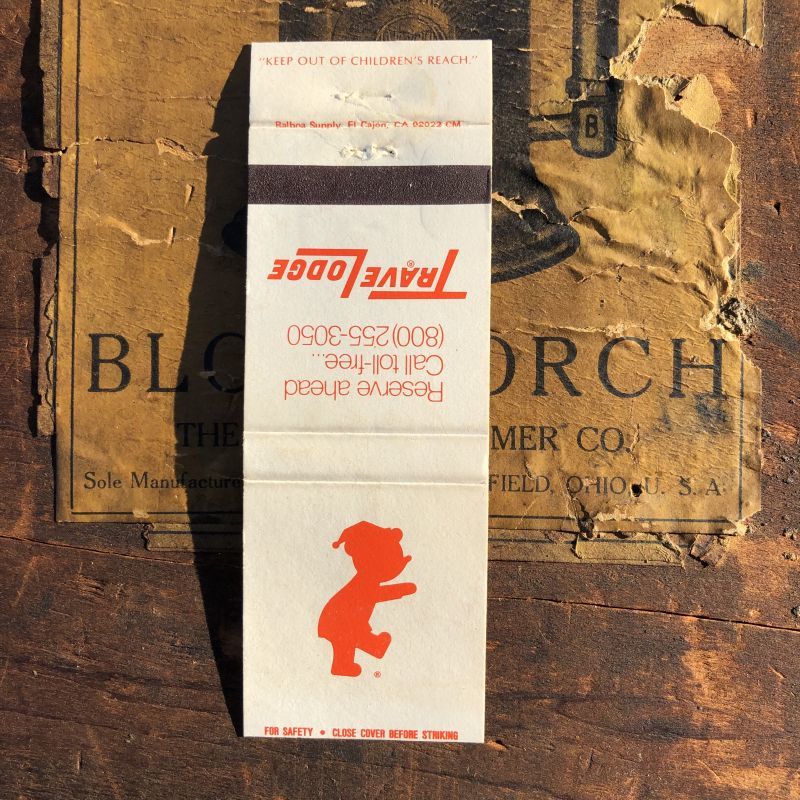 "KEEP OUT OF CHILDREN'S REACH."
Balboa Supply, El Cajon, CA 92022 CM
TRAVELODGE®
Reserve ahead
Call toll-free...
(800) 255-3050
®
FOR SAFETY • CLOSE COVER BEFORE STRIKING
B
BLO ORCH
THE MER CO.
Sole Manufacture FIELD, OHIO, U. S. A.